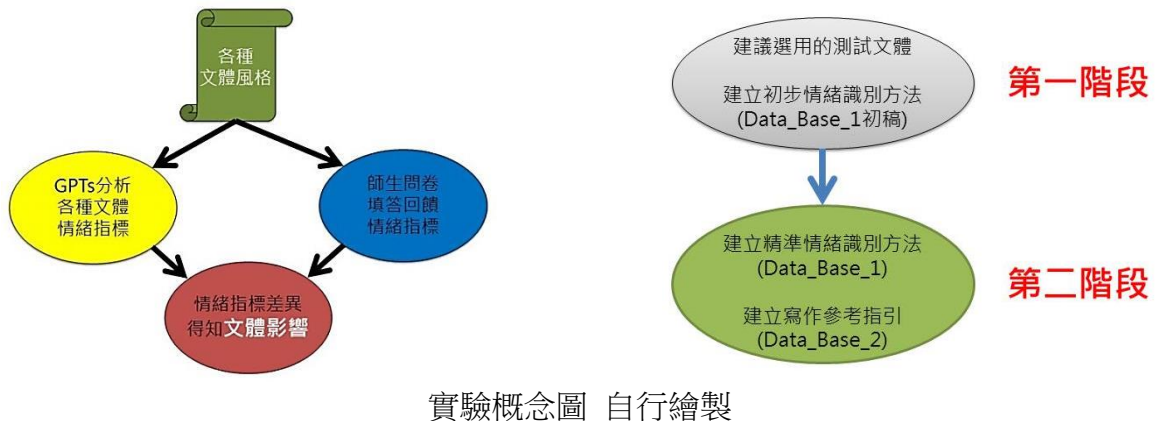 各種
文體風格
GPTs分析
各種文體
情緒指標
師生問卷
填答回饋
情緒指標
情緒指標差異
得知文體影響
建議選用的測試文體
建立初步情緒識別方法
(Data_Base_1初稿)
第一階段
建立精準情緒識別方法
(Data_Base_1)
建立寫作參考指引
(Data_Base_2)
第二階段
實驗概念圖 自行繪製